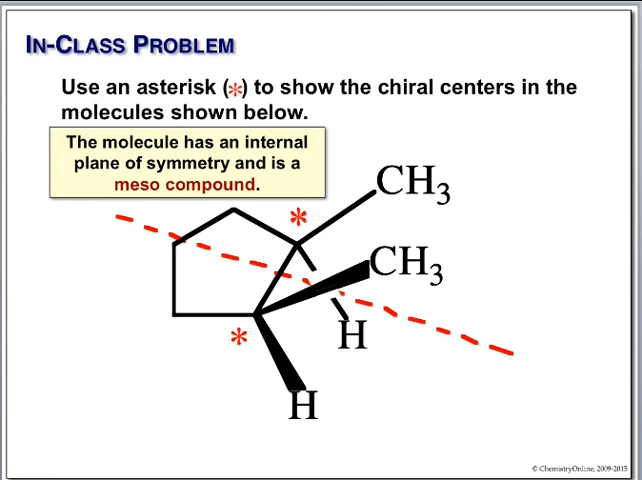 IN-CLASS PROBLEM
Use an asterisk (*) to show the chiral centers in the
molecules shown below.
The molecule has an internal
plane of symmetry and is a
meso compound.
CH3
*
CH3
*
H
H
© ChemistryOnline, 2009-2015